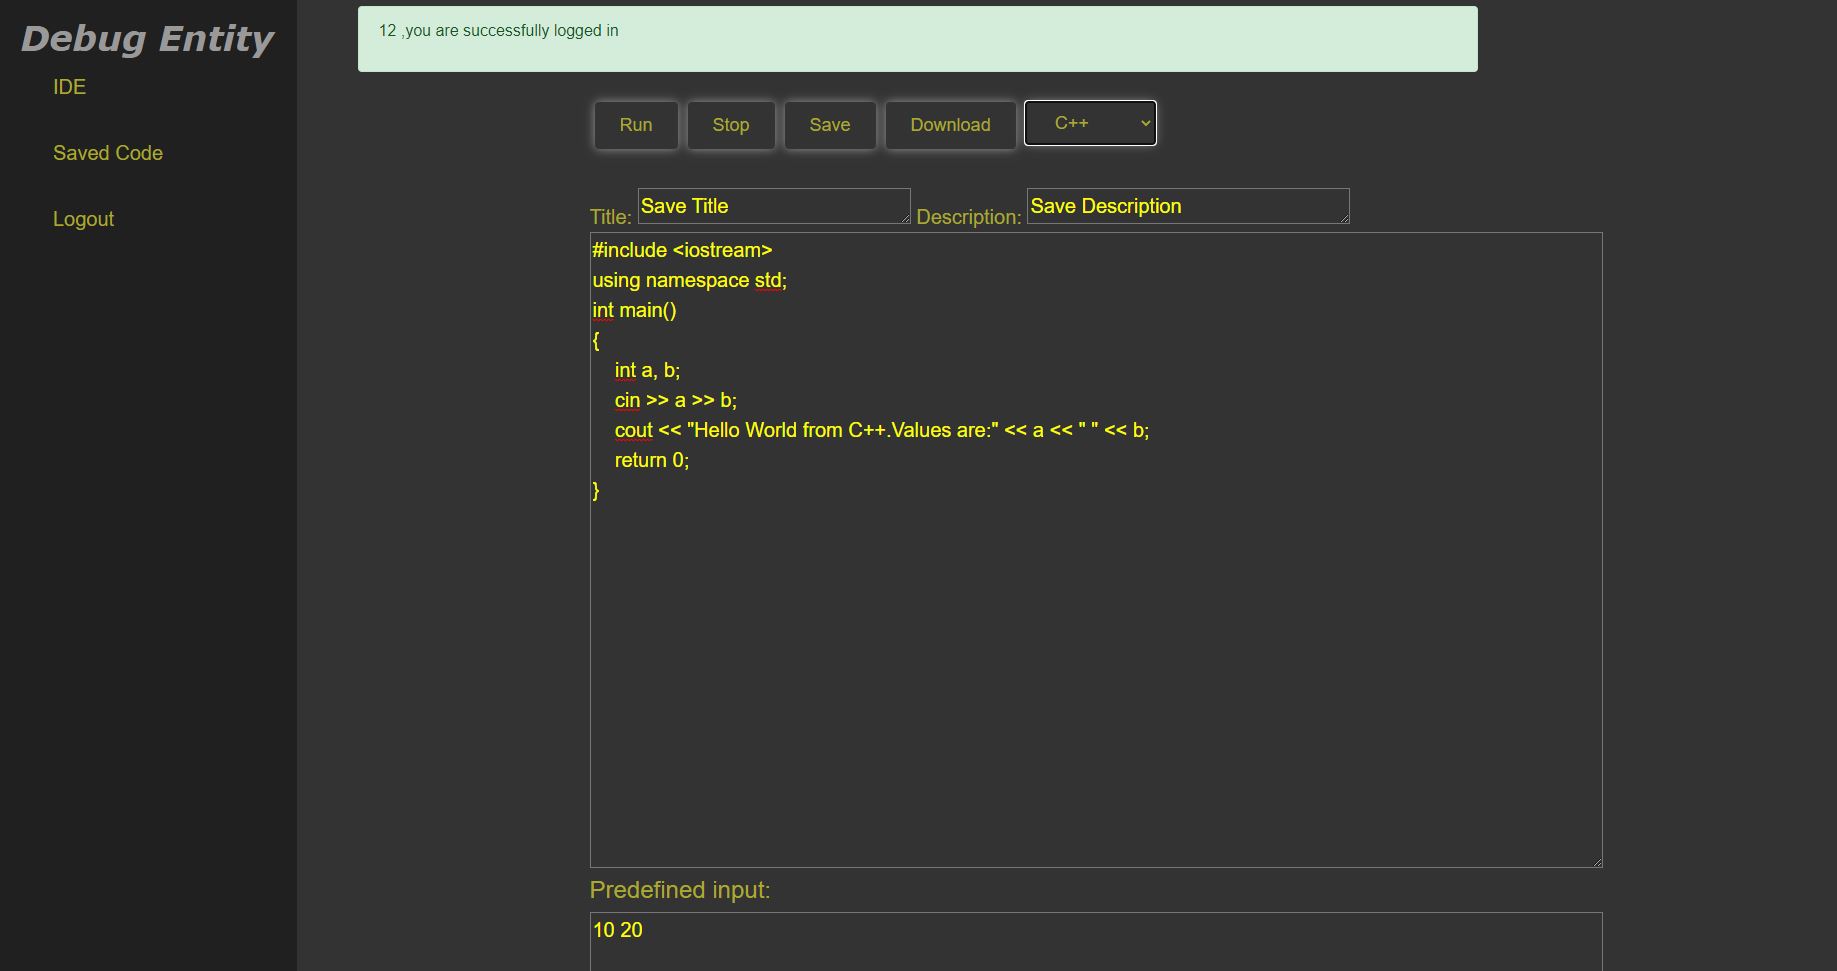 Debug Entity
IDE
Saved Code
Logout
12 ,you are successfully logged in
Run Stop Save Download C++
Title: Save Title Description: Save Description
#include <iostream>
using namespace std;
int main()
{
int a, b;
cin >> a >> b;
cout << "Hello World from C++.Values are:" << a << " " << b;
return 0;
}
Predefined input:
10 20